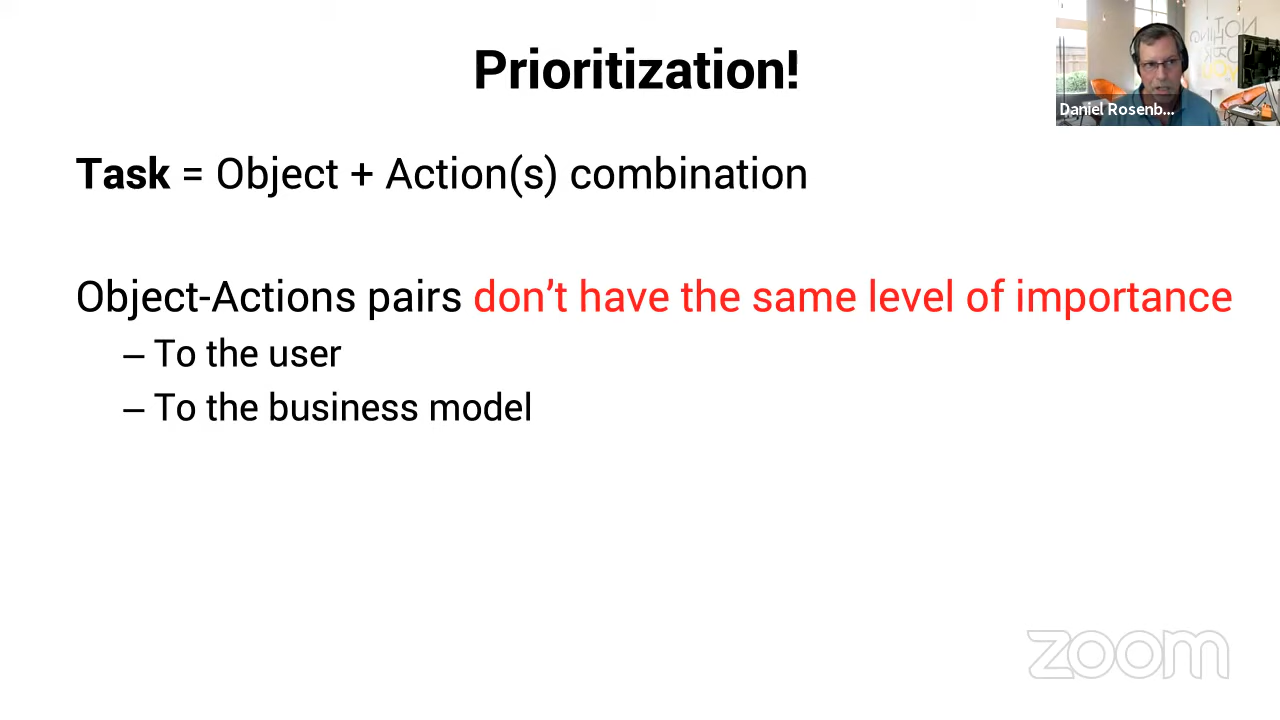 Prioritization!
Daniel Rosenb...
Task = Object + Action(s) combination
Object-Actions pairs don’t have the same level of importance
– To the user
– To the business model
zoom